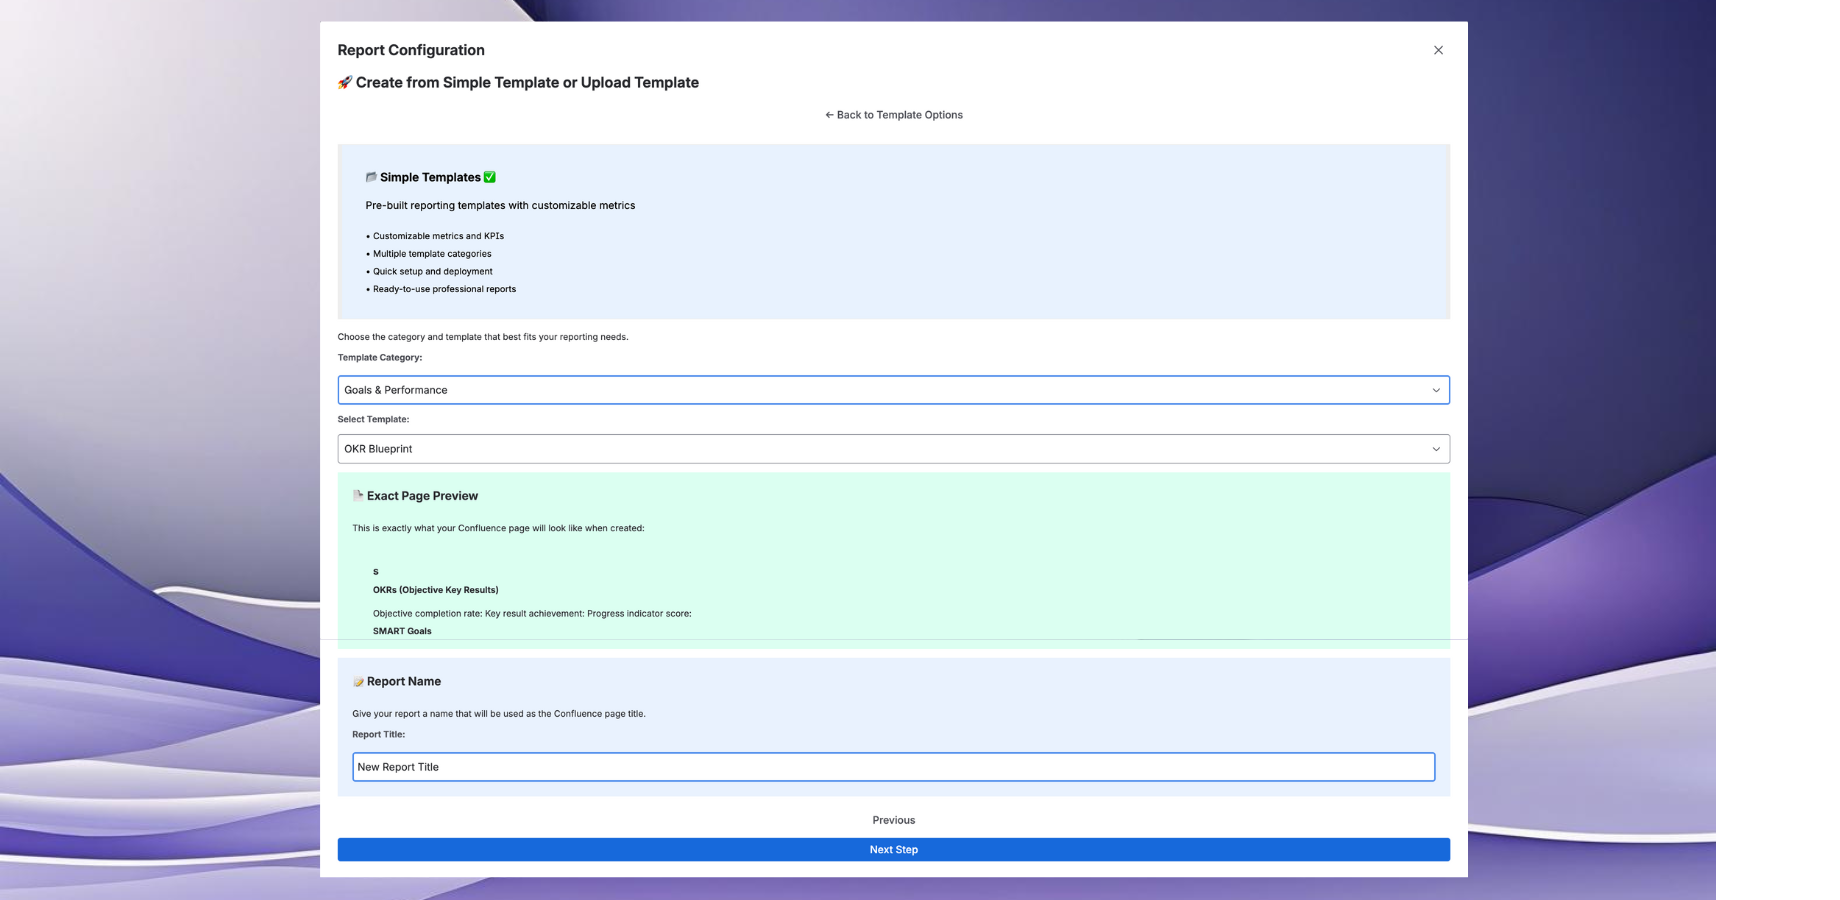 Report Configuration
🚀 Create from Simple Template or Upload Template
← Back to Template Options
Simple Templates ✅
Pre-built reporting templates with customizable metrics
• Customizable metrics and KPIs
• Multiple template categories
• Quick setup and deployment
• Ready-to-use professional reports
Choose the category and template that best fits your reporting needs.
Template Category:
Goals & Performance
Select Template:
OKR Blueprint
Exact Page Preview
This is exactly what your Confluence page will look like when created:
s
OKRs (Objective Key Results)
Objective completion rate: Key result achievement: Progress indicator score:
SMART Goals
Report Name
Give your report a name that will be used as the Confluence page title.
Report Title:
New Report Title
Previous
Next Step